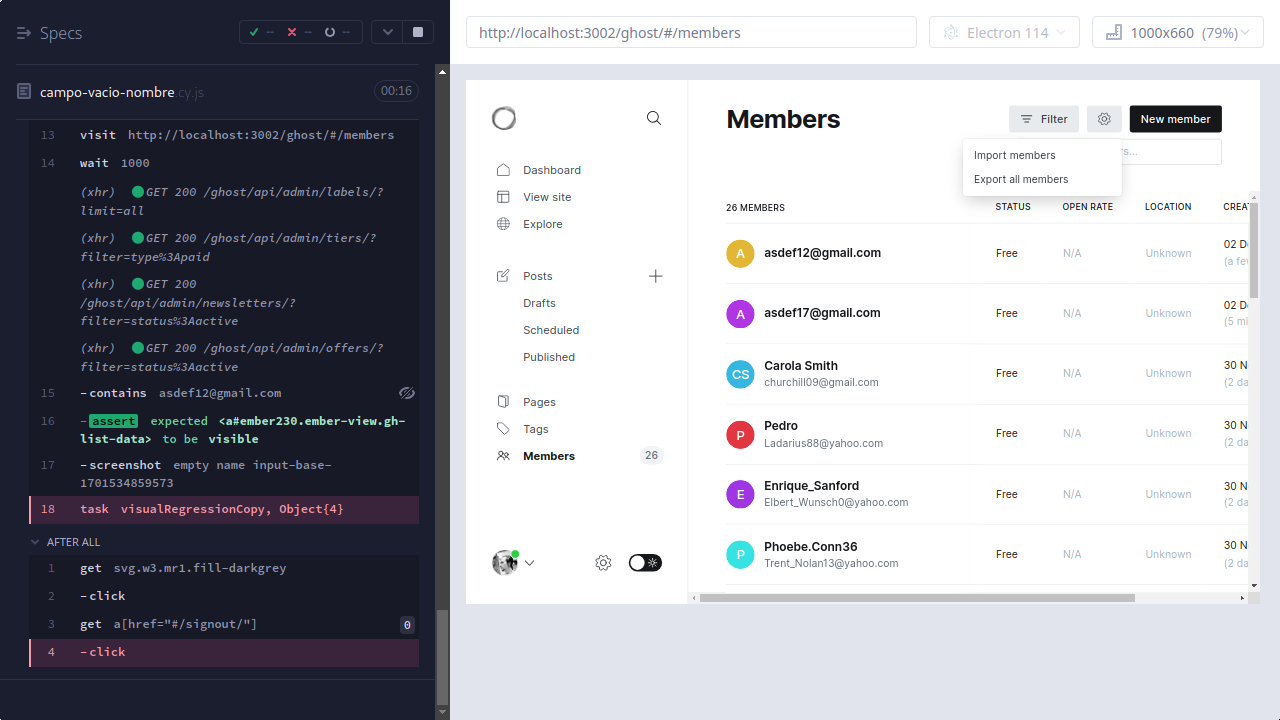 Specs
--
--
--
campo-vacio-nombre.cy.js
00:16
13 visit http://localhost:3002/ghost/#/members
14 wait 1000
(xhr) GET 200 /ghost/api/admin/labels/?
limit=all
(xhr) GET 200 /ghost/api/admin/tiers/?
filter=type%3Apaid
(xhr) GET 200
/ghost/api/admin/newsletters/?
filter=status%3Aactive
(xhr) GET 200 /ghost/api/admin/offers/?
filter=status%3Aactive
15 -contains asdef12@gmail.com
16 -assert expected <a#ember230.ember-view.gh-
list-data> to be visible
17 -screenshot empty name input-base-
1701534859573
18 task visualRegressionCopy, Object{4}
AFTER ALL
1 get svg.w3.mr1.fill-darkgrey
2 -click
3 get a[href="#/signout/"] 0
4 -click
http://localhost:3002/ghost/#/members
Electron 114
1000x660 (79%)
Dashboard
View site
Explore
Posts
Drafts
Scheduled
Published
Pages
Tags
Members 26
Members
Filter
New member
Import members
Export all members
26 MEMBERS STATUS OPEN RATE LOCATION CREAT
A asdef12@gmail.com Free N/A Unknown 02 D
(a fe
A asdef17@gmail.com Free N/A Unknown 02 D
(5 mi
CS Carola Smith
churchill09@gmail.com Free N/A Unknown 30 N
(2 da
P Pedro
Ladarius88@yahoo.com Free N/A Unknown 30 N
(2 da
E Enrique_Sanford
Elbert_Wunsch0@yahoo.com Free N/A Unknown 30 N
(2 da
P Phoebe.Conn36
Trent_Nolan13@yahoo.com Free N/A Unknown 30 N
(2 da